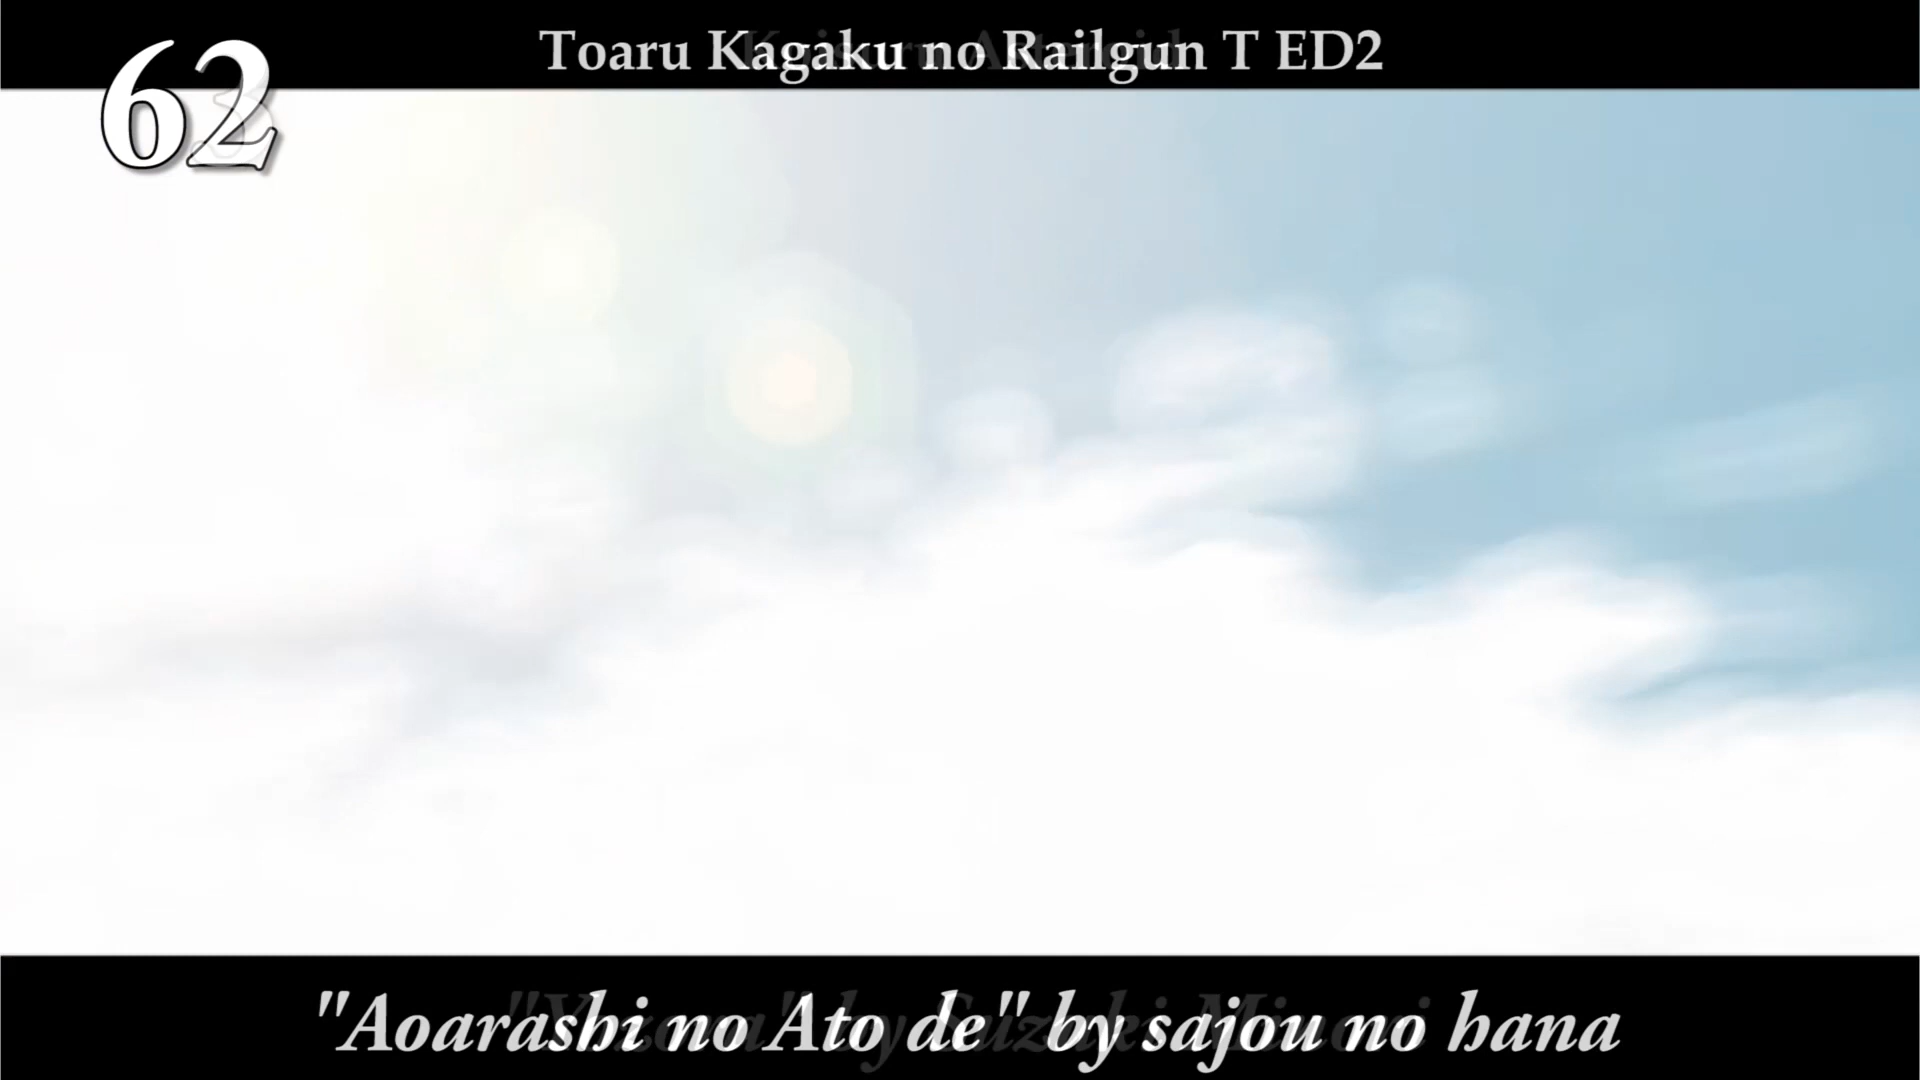 Toaru Kagaku no Railgun T ED2
62
"Aoarashi no Ato de" by sajou no hana